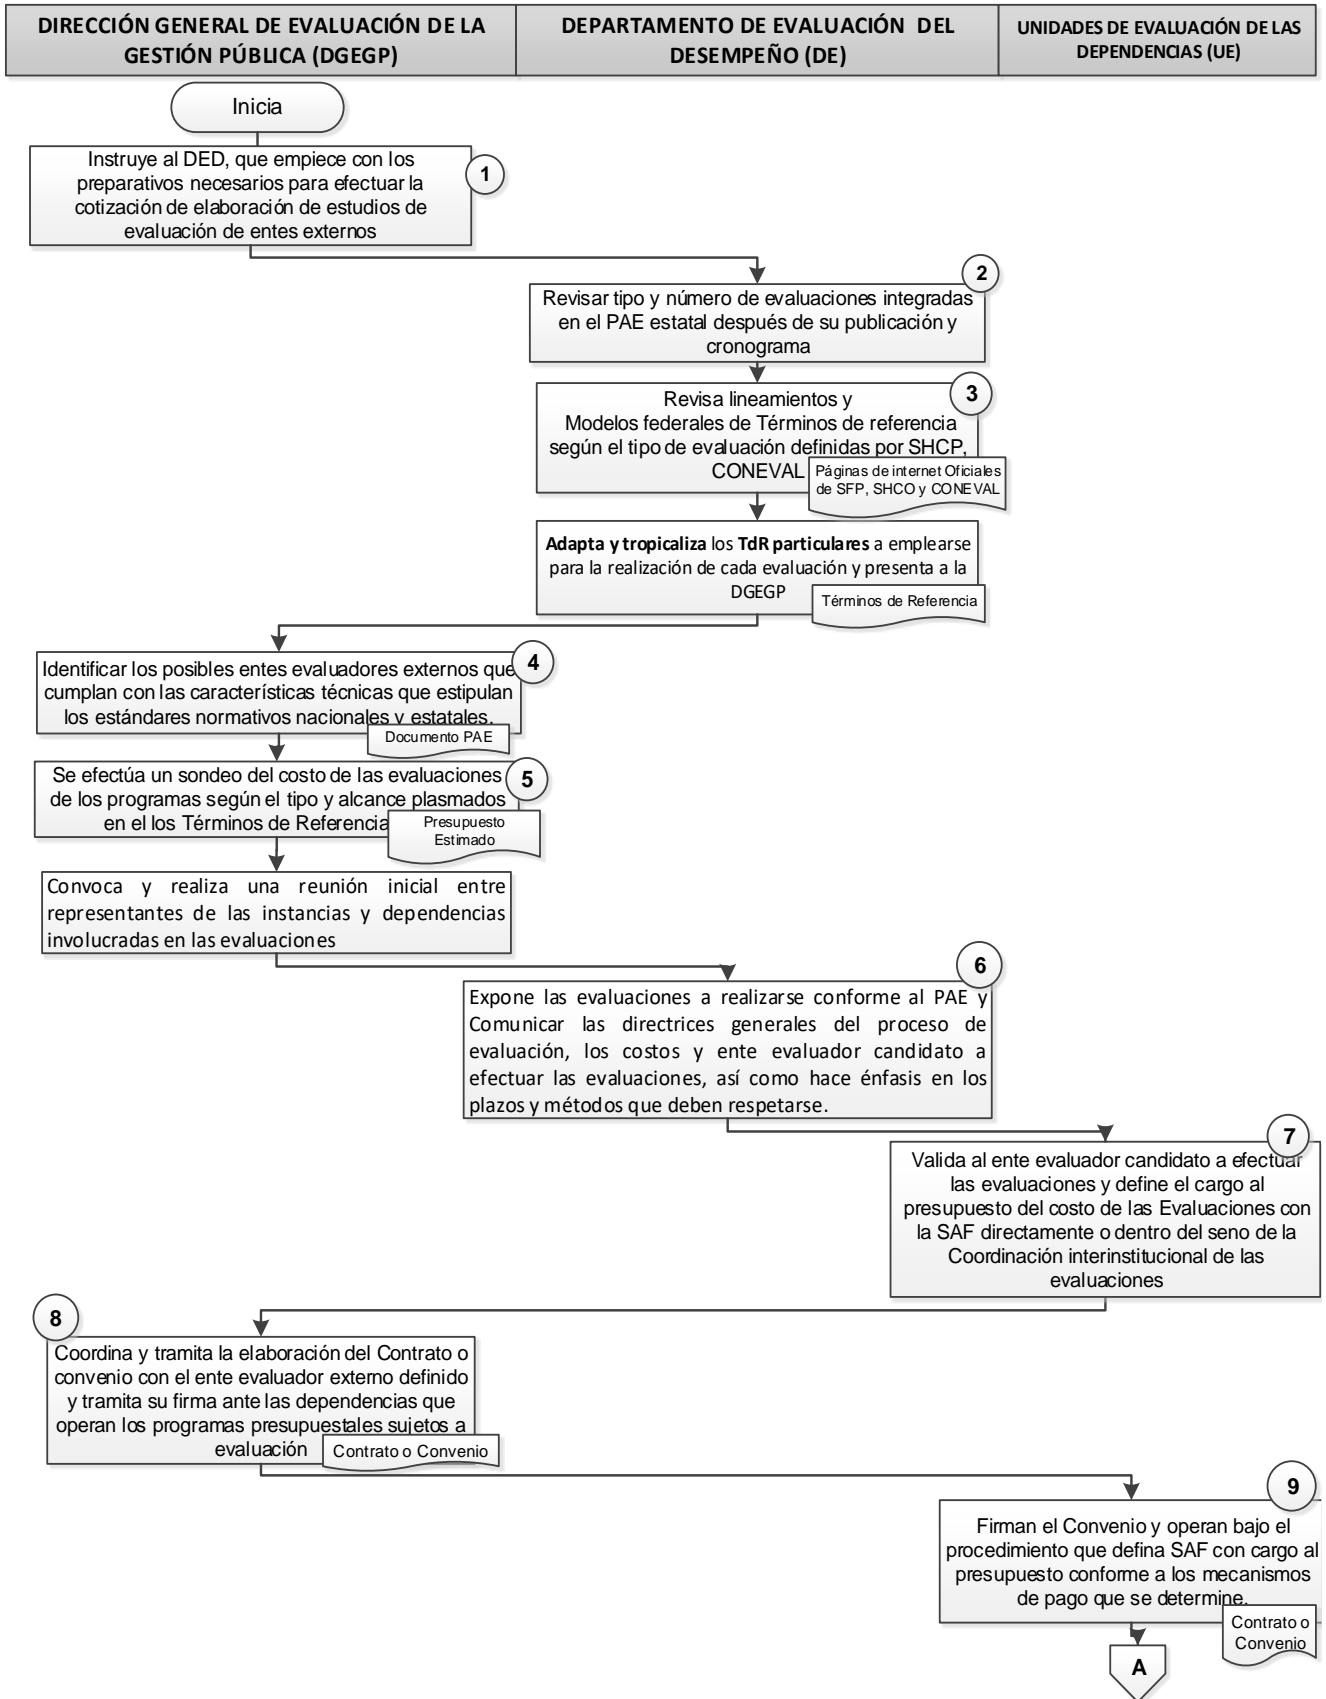 DIRECCIÓN GENERAL DE EVALUACIÓN DE LA
GESTIÓN PÚBLICA (DGEGP)
DEPARTAMENTO DE EVALUACIÓN DEL
DESEMPEÑO (DE)
UNIDADES DE EVALUACIÓN DE LAS
DEPENDENCIAS (UE)
Inicia
1
Instruye al DED, que empiece con los
preparativos necesarios para efectuar la
cotización de elaboración de estudios de
evaluación de entes externos
2
Revisar tipo y número de evaluaciones integradas
en el PAE estatal después de su publicación y
cronograma
3
Revisa lineamientos y
Modelos federales de Términos de referencia
según el tipo de evaluación definidas por SHCP,
CONEVAL
Páginas de internet Oficiales
de SFP, SHCO y CONEVAL
Adapta y tropicaliza los TdR particulares a emplearse
para la realización de cada evaluación y presenta a la
DGEGP
Términos de Referencia
4
Identificar los posibles entes evaluadores externos que
cumplan con las características técnicas que estipulan
los estándares normativos nacionales y estatales.
Documento PAE
5
Se efectúa un sondeo del costo de las evaluaciones
de los programas según el tipo y alcance plasmados
en el los Términos de Referencia
Presupuesto
Estimado
Convoca y realiza una reunión inicial entre
representantes de las instancias y dependencias
involucradas en las evaluaciones
6
Expone las evaluaciones a realizarse conforme al PAE y
Comunicar las directrices generales del proceso de
evaluación, los costos y ente evaluador candidato a
efectuar las evaluaciones, así como hace énfasis en los
plazos y métodos que deben respetarse.
7
Valida al ente evaluador candidato a efectuar
las evaluaciones y define el cargo al
presupuesto del costo de las Evaluaciones con
la SAF directamente o dentro del seno de la
Coordinación interinstitucional de las
evaluaciones
8
Coordina y tramita la elaboración del Contrato o
convenio con el ente evaluador externo definido
y tramita su firma ante las dependencias que
operan los programas presupuestales sujetos a
evaluación
Contrato o Convenio
9
Firman el Convenio y operan bajo el
procedimiento que defina SAF con cargo al
presupuesto conforme a los mecanismos
de pago que se determine.
Contrato o
Convenio
A